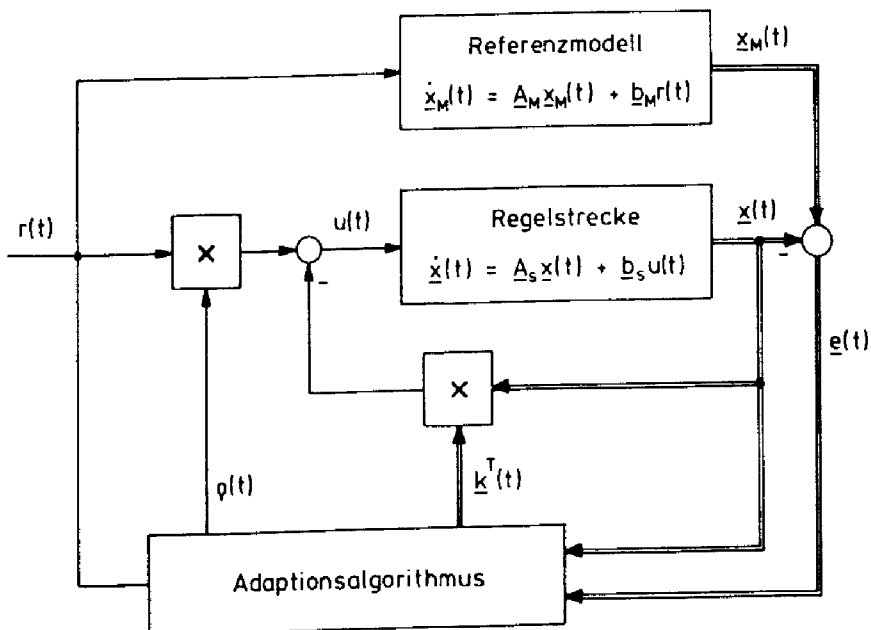 Referenzmodell
ẋ_M(t) = A_M x_M(t) + b_M r(t)
x_M(t)
r(t)
×
u(t)
-
Regelstrecke
ẋ(t) = A_S x(t) + b_S u(t)
x(t)
-
e(t)
×
ρ(t)
k^T(t)
Adaptionsalgorithmus